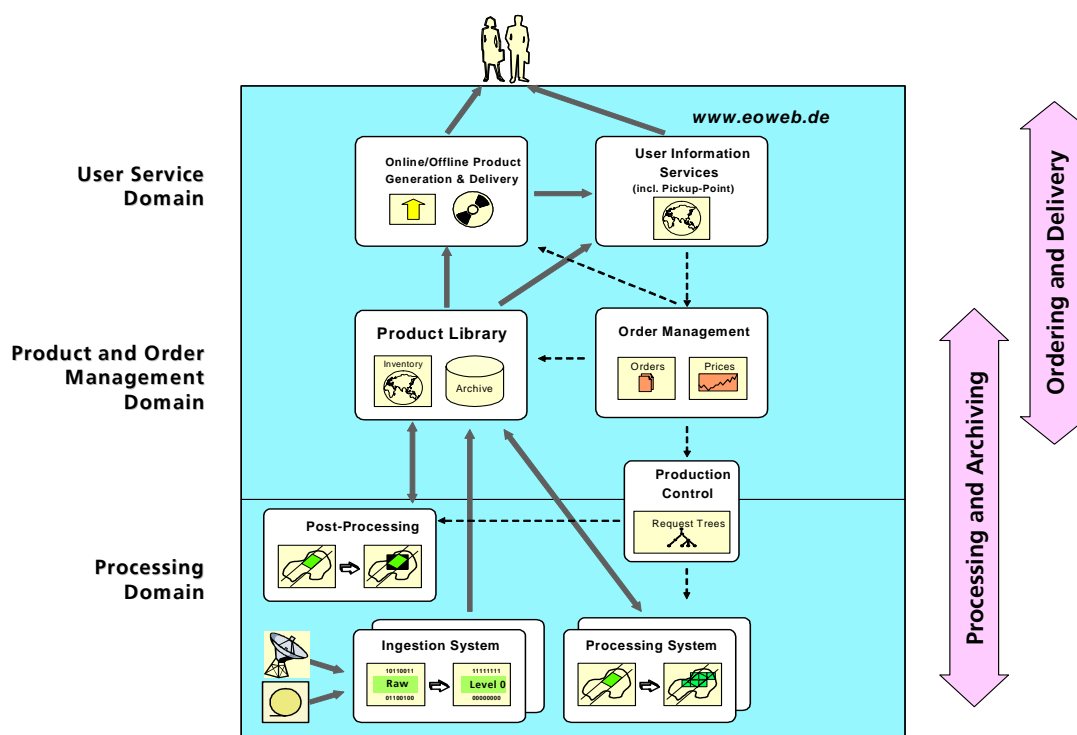 www.eoweb.de
User Service
Domain
Online/Offline Product
Generation & Delivery
User Information
Services
(incl. Pickup-Point)
Ordering and Delivery
Product and Order
Management
Domain
Product Library
Inventory
Archive
Order Management
Orders
Prices
Processing and Archiving
Production
Control
Request Trees
Processing
Domain
Post-Processing
Ingestion System
10110011
Raw
01100100
11111111
Level 0
00000000
Processing System